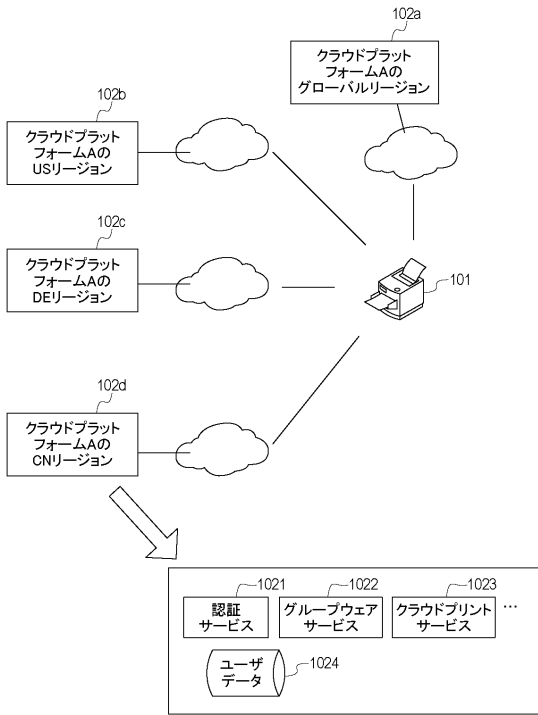 102a
クラウドプラット
フォームAの
グローバルリージョン
102b
クラウドプラット
フォームAの
USリージョン
102c
クラウドプラット
フォームAの
DEリージョン
101
102d
クラウドプラット
フォームAの
CNリージョン
1021
認証
サービス
1022
グループウェア
サービス
1023
クラウドプリント
サービス
…
ユーザ
データ
1024